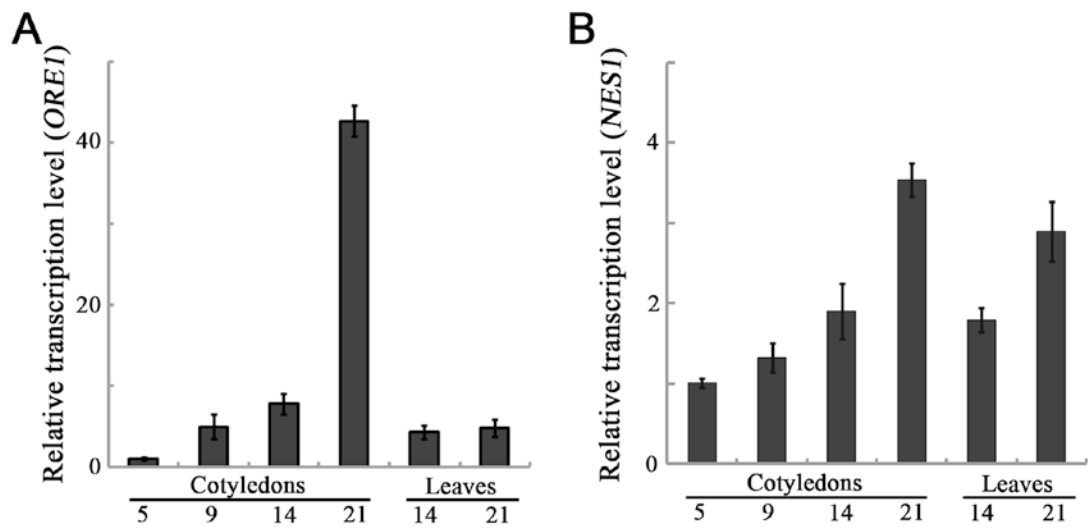 A
Relative transcription level (ORE1)
40
20
0
Cotyledons Leaves
5 9 14 21 14 21
B
Relative transcription level (NES1)
4
2
0
Cotyledons Leaves
5 9 14 21 14 21